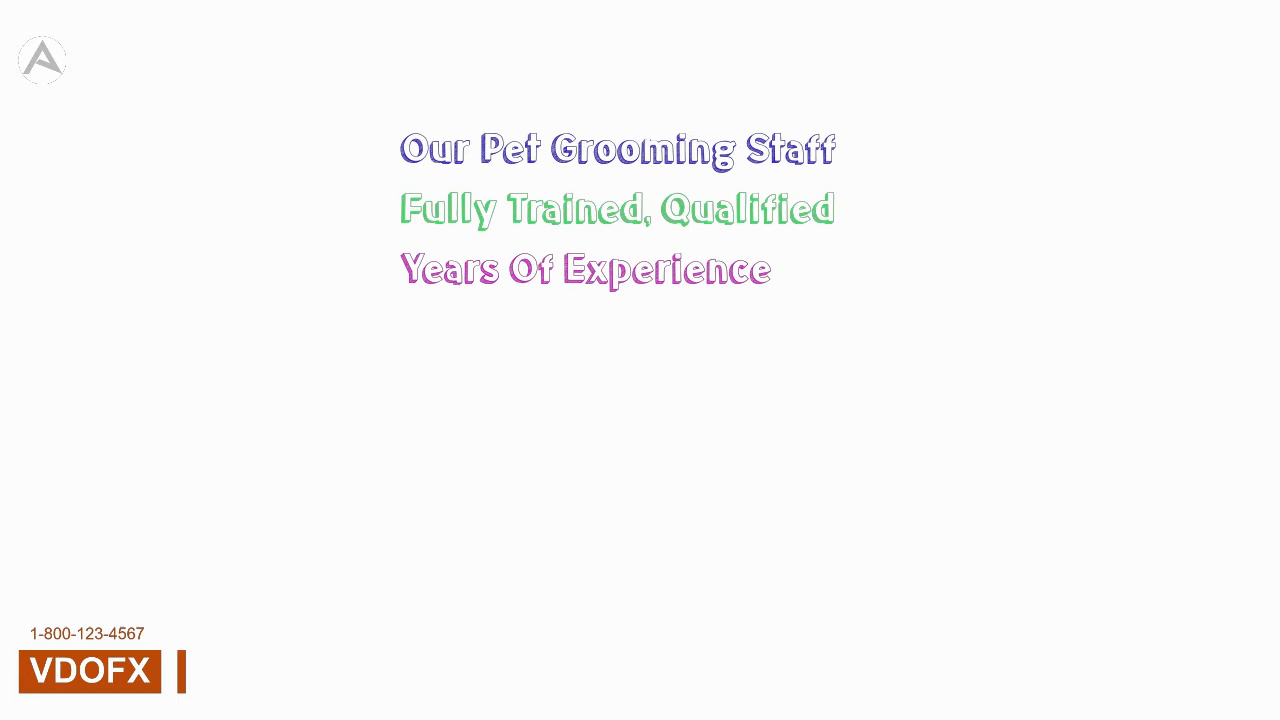 Our Pet Grooming Staff
Fully Trained, Qualified
Years Of Experience
1-800-123-4567
VDOFX